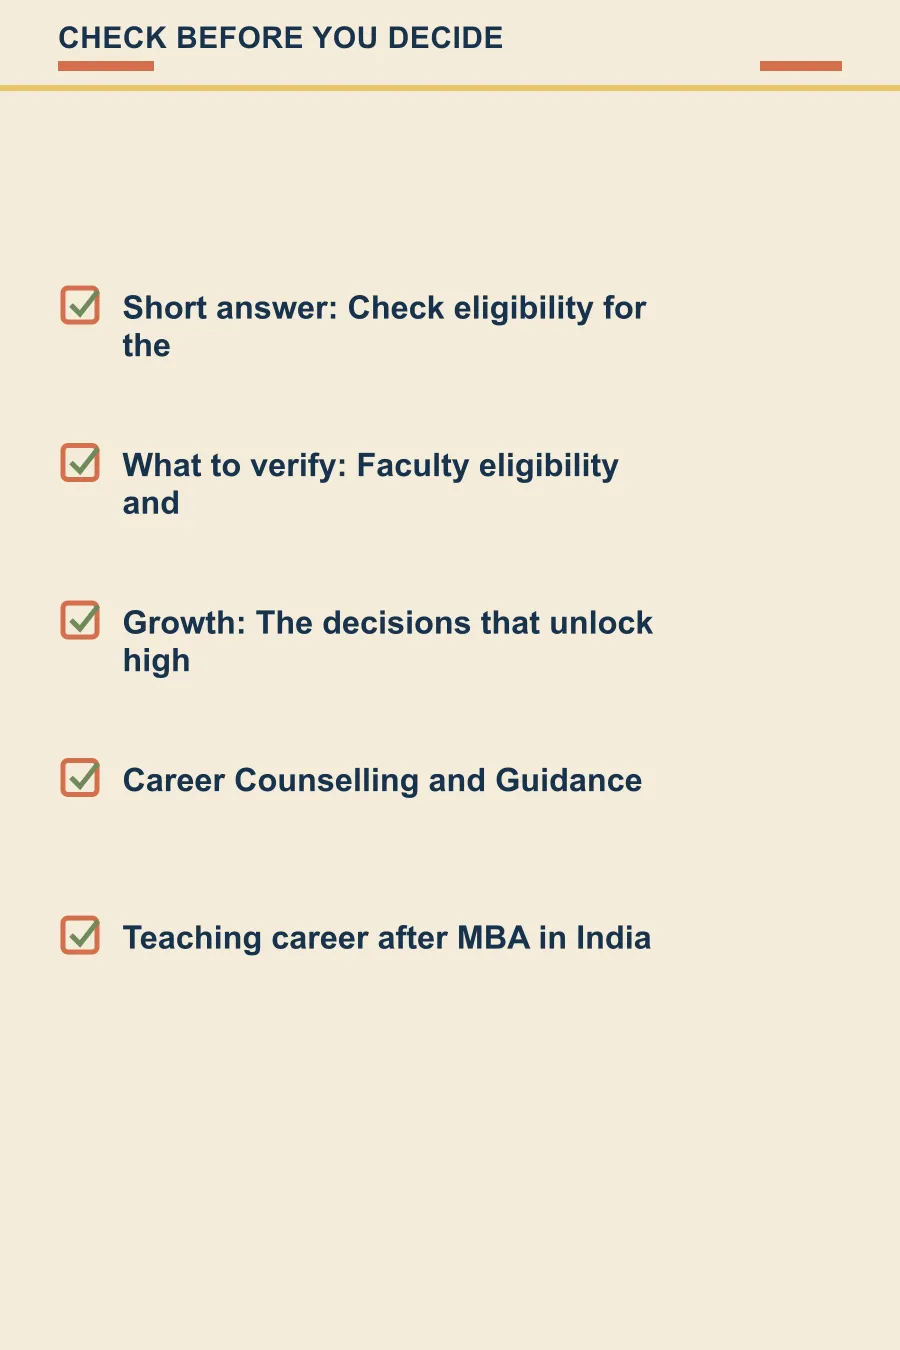 CHECK BEFORE YOU DECIDE
Short answer: Check eligibility for
the
What to verify: Faculty eligibility
and
Growth: The decisions that unlock
high
Career Counselling and Guidance
Teaching career after MBA in India